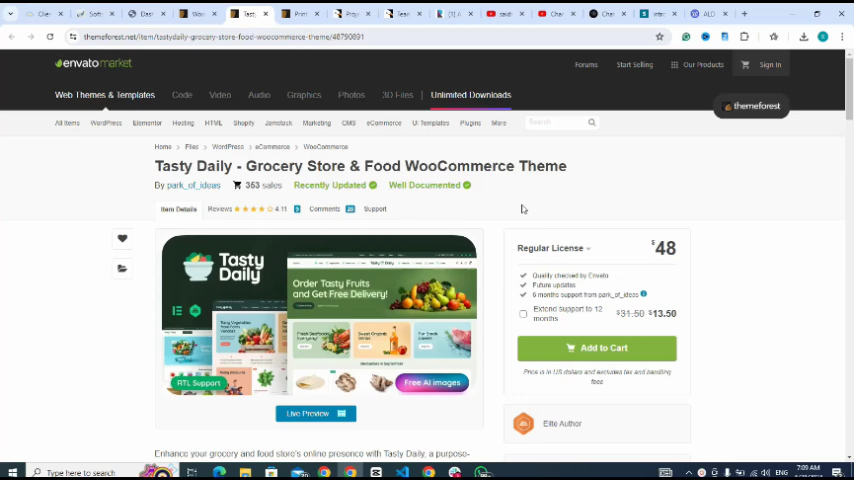 Tasty
Print
themeforest.net/item/tastydaily-grocery-store-food-woocommerce-theme/48790891
envatomarket
Forums
Start Selling
Our Products
Sign In
Web Themes & Templates
Code
Video
Audio
Graphics
Photos
3D Files
Unlimited Downloads
themeforest
All Items
WordPress
Elementor
Hosting
HTML
Shopify
Jamstack
Marketing
CMS
eCommerce
UI Templates
Plugins
More
Search
Home
Files
WordPress
eCommerce
WooCommerce
Tasty Daily - Grocery Store & Food WooCommerce Theme
By park_of_ideas
353 sales
Recently Updated
Well Documented
Item Details
Reviews
4.11
Comments
Support
Tasty Daily
Order Tasty Fruits
and Get Free Delivery!
RTL Support
Free AI images
Live Preview
Regular License
$48
Quality checked by Envato
Future updates
6 months support from park_of_ideas
Extend support to 12 months
$31.50 $13.50
Add to Cart
Price is in US dollars and excludes tax and handling fees
Elite Author
Enhance your grocery and food store's online presence with Tasty Daily, a purpose-
Type here to search
7:09 AM